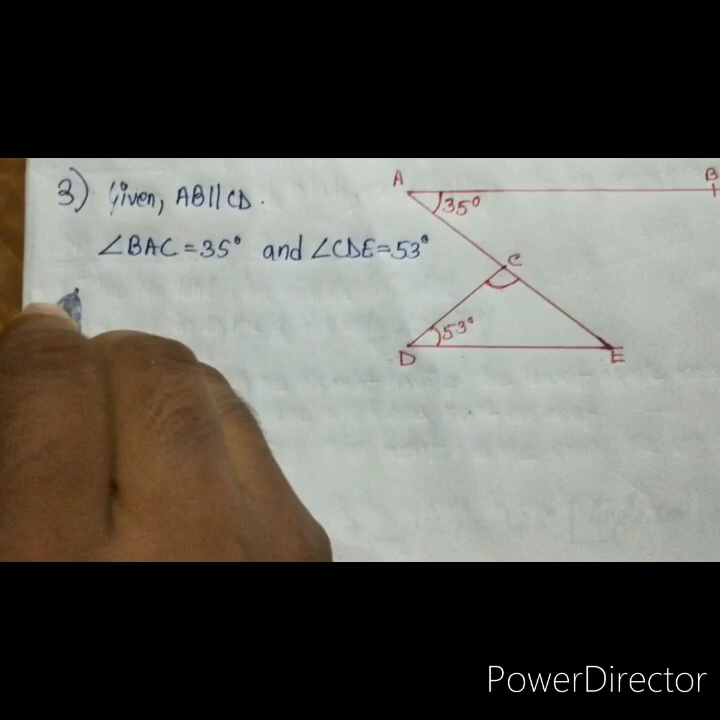 3) Given, AB||CD.
∠BAC=35° and ∠CDE=53°
A
B
35°
C
53°
D
E
PowerDirector